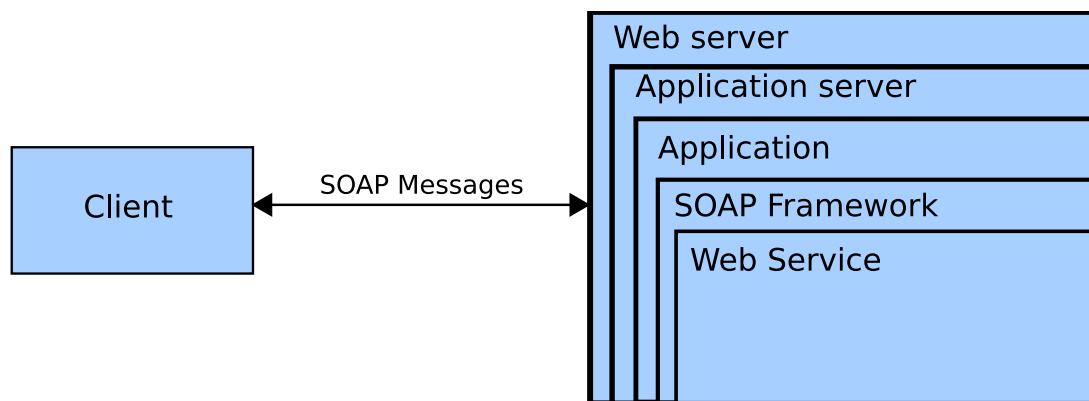 Web server
Application server
Application
SOAP Messages
Client
SOAP Framework
Web Service